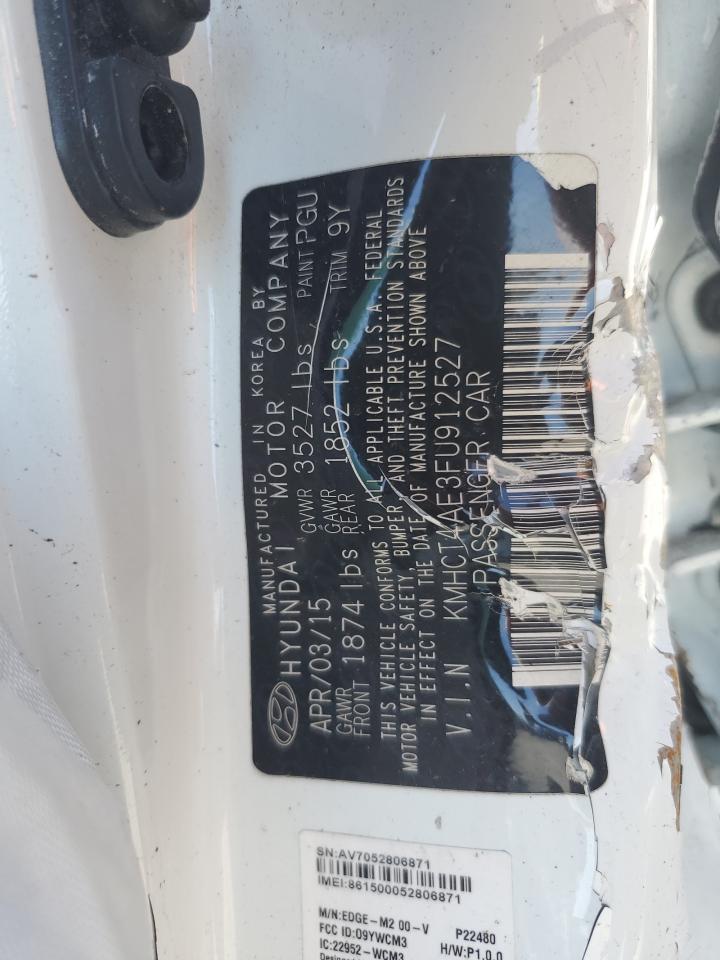 MANUFACTURED IN KOREA BY
HYUNDAI MOTOR COMPANY
APR/03/15 GVWR 3527 lbs PAINT PGU
GAWR FRONT 1874 lbs GAWR REAR 1852 lbs TRIM 9Y
THIS VEHICLE CONFORMS TO ALL APPLICABLE U.S.A. FEDERAL
MOTOR VEHICLE SAFETY, BUMPER, AND THEFT PREVENTION STANDARDS
IN EFFECT ON THE DATE OF MANUFACTURE SHOWN ABOVE
V.I.N KMHCT4AE3FU912527
PASSENGER CAR
SN:AV7052806871
IMEI:861500052806871
M/N:EDGE-M2 00-V P22480
FCC ID:O9YWCM3 H/W:P1.0.0
IC:22952-WCM3